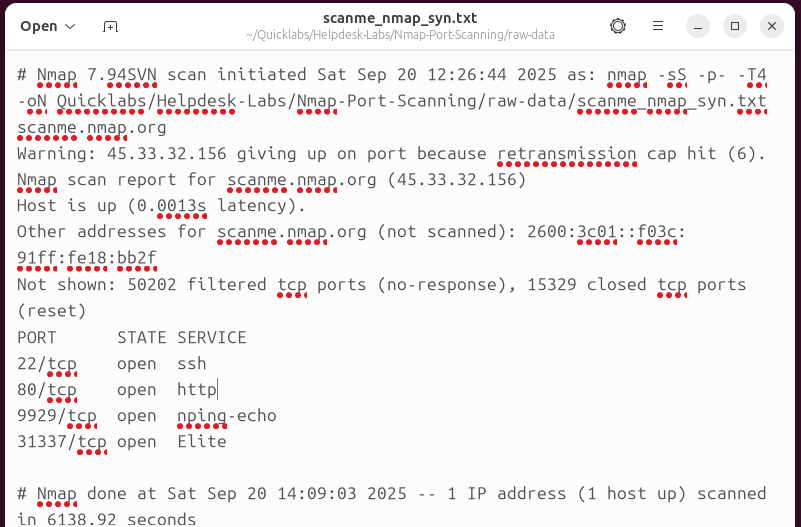 Open
scanme_nmap_syn.txt
~/Quicklabs/Helpdesk-Labs/Nmap-Port-Scanning/raw-data
# Nmap 7.94SVN scan initiated Sat Sep 20 12:26:44 2025 as: nmap -sS -p- -T4
-oN Quicklabs/Helpdesk-Labs/Nmap-Port-Scanning/raw-data/scanme_nmap_syn.txt
scanme.nmap.org
Warning: 45.33.32.156 giving up on port because retransmission cap hit (6).
Nmap scan report for scanme.nmap.org (45.33.32.156)
Host is up (0.0013s latency).
Other addresses for scanme.nmap.org (not scanned): 2600:3c01::f03c:
91ff:fe18:bb2f
Not shown: 50202 filtered tcp ports (no-response), 15329 closed tcp ports
(reset)
PORT      STATE SERVICE
22/tcp    open  ssh
80/tcp    open  http
9929/tcp  open  nping-echo
31337/tcp open  Elite
# Nmap done at Sat Sep 20 14:09:03 2025 -- 1 IP address (1 host up) scanned
in 6138.92 seconds